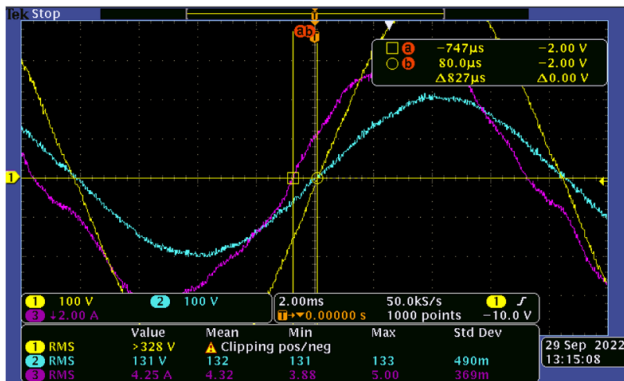 Tek Stop
T
a b
T
a -747µs -2.00 V
b 80.0µs -2.00 V
Δ827µs Δ0.00 V
1
1 100 V 2 100 V
3 ↓2.00 A
2.00ms 50.0kS/s 1 ∫
T→▼0.00000 s 1000 points -10.0 V
Value Mean Min Max Std Dev
1 RMS >328 V Clipping pos/neg
2 RMS 131 V 132 131 133 490m
3 RMS 4.25 A 4.32 3.88 5.00 369m
29 Sep 2022
13:15:08